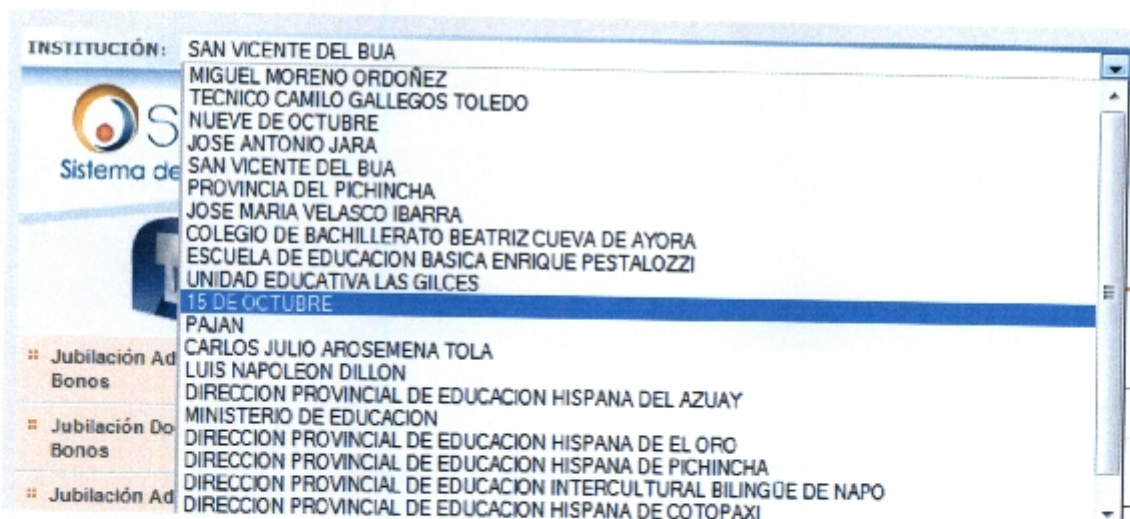 INSTITUCIÓN: SAN VICENTE DEL BUA
MIGUEL MORENO ORDOÑEZ
TECNICO CAMILO GALLEGOS TOLEDO
NUEVE DE OCTUBRE
JOSE ANTONIO JARA
SAN VICENTE DEL BUA
PROVINCIA DEL PICHINCHA
JOSE MARIA VELASCO IBARRA
COLEGIO DE BACHILLERATO BEATRIZ CUEVA DE AYORA
ESCUELA DE EDUCACION BASICA ENRIQUE PESTALOZZI
UNIDAD EDUCATIVA LAS GILCES
15 DE OCTUBRE
PAJAN
CARLOS JULIO AROSEMENA TOLA
LUIS NAPOLEON DILLON
DIRECCION PROVINCIAL DE EDUCACION HISPANA DEL AZUAY
MINISTERIO DE EDUCACION
DIRECCION PROVINCIAL DE EDUCACION HISPANA DE EL ORO
DIRECCION PROVINCIAL DE EDUCACION HISPANA DE PICHINCHA
DIRECCION PROVINCIAL DE EDUCACION INTERCULTURAL BILINGÜE DE NAPO
DIRECCION PROVINCIAL DE EDUCACION HISPANA DE COTOPAXI
S
Sistema de
Jubilación Ad
Bonos
Jubilación Do
Bonos
Jubilación Ad